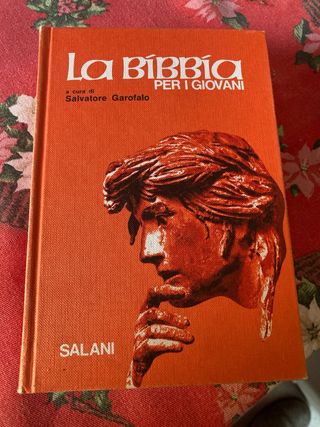 La Bibbia
PER I GIOVANI
a cura di
Salvatore Garofalo
SALANI